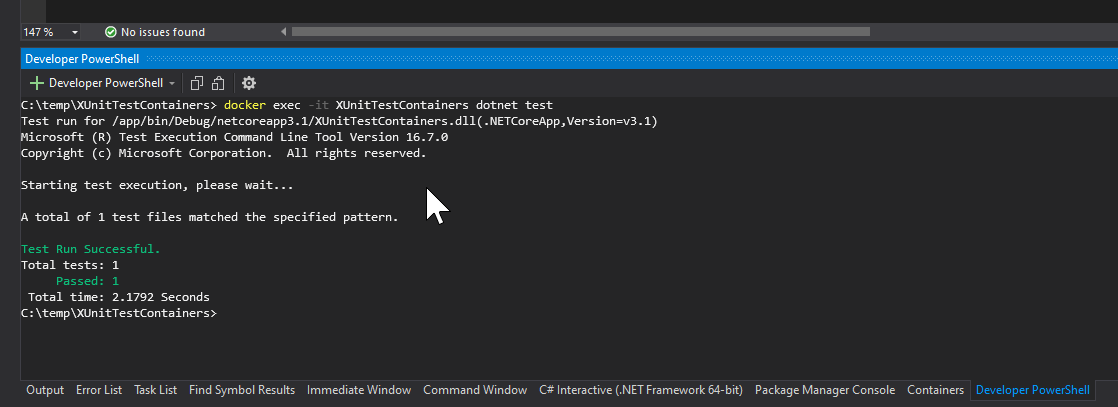 147 %
No issues found
Developer PowerShell
Developer PowerShell
C:\temp\XUnitTestContainers> docker exec -it XUnitTestContainers dotnet test
Test run for /app/bin/Debug/netcoreapp3.1/XUnitTestContainers.dll(.NETCoreApp,Version=v3.1)
Microsoft (R) Test Execution Command Line Tool Version 16.7.0
Copyright (c) Microsoft Corporation.  All rights reserved.
Starting test execution, please wait...
A total of 1 test files matched the specified pattern.
Test Run Successful.
Total tests: 1
Passed: 1
Total time: 2.1792 Seconds
C:\temp\XUnitTestContainers>
Output Error List Task List Find Symbol Results Immediate Window Command Window C# Interactive (.NET Framework 64-bit) Package Manager Console Containers Developer PowerShell